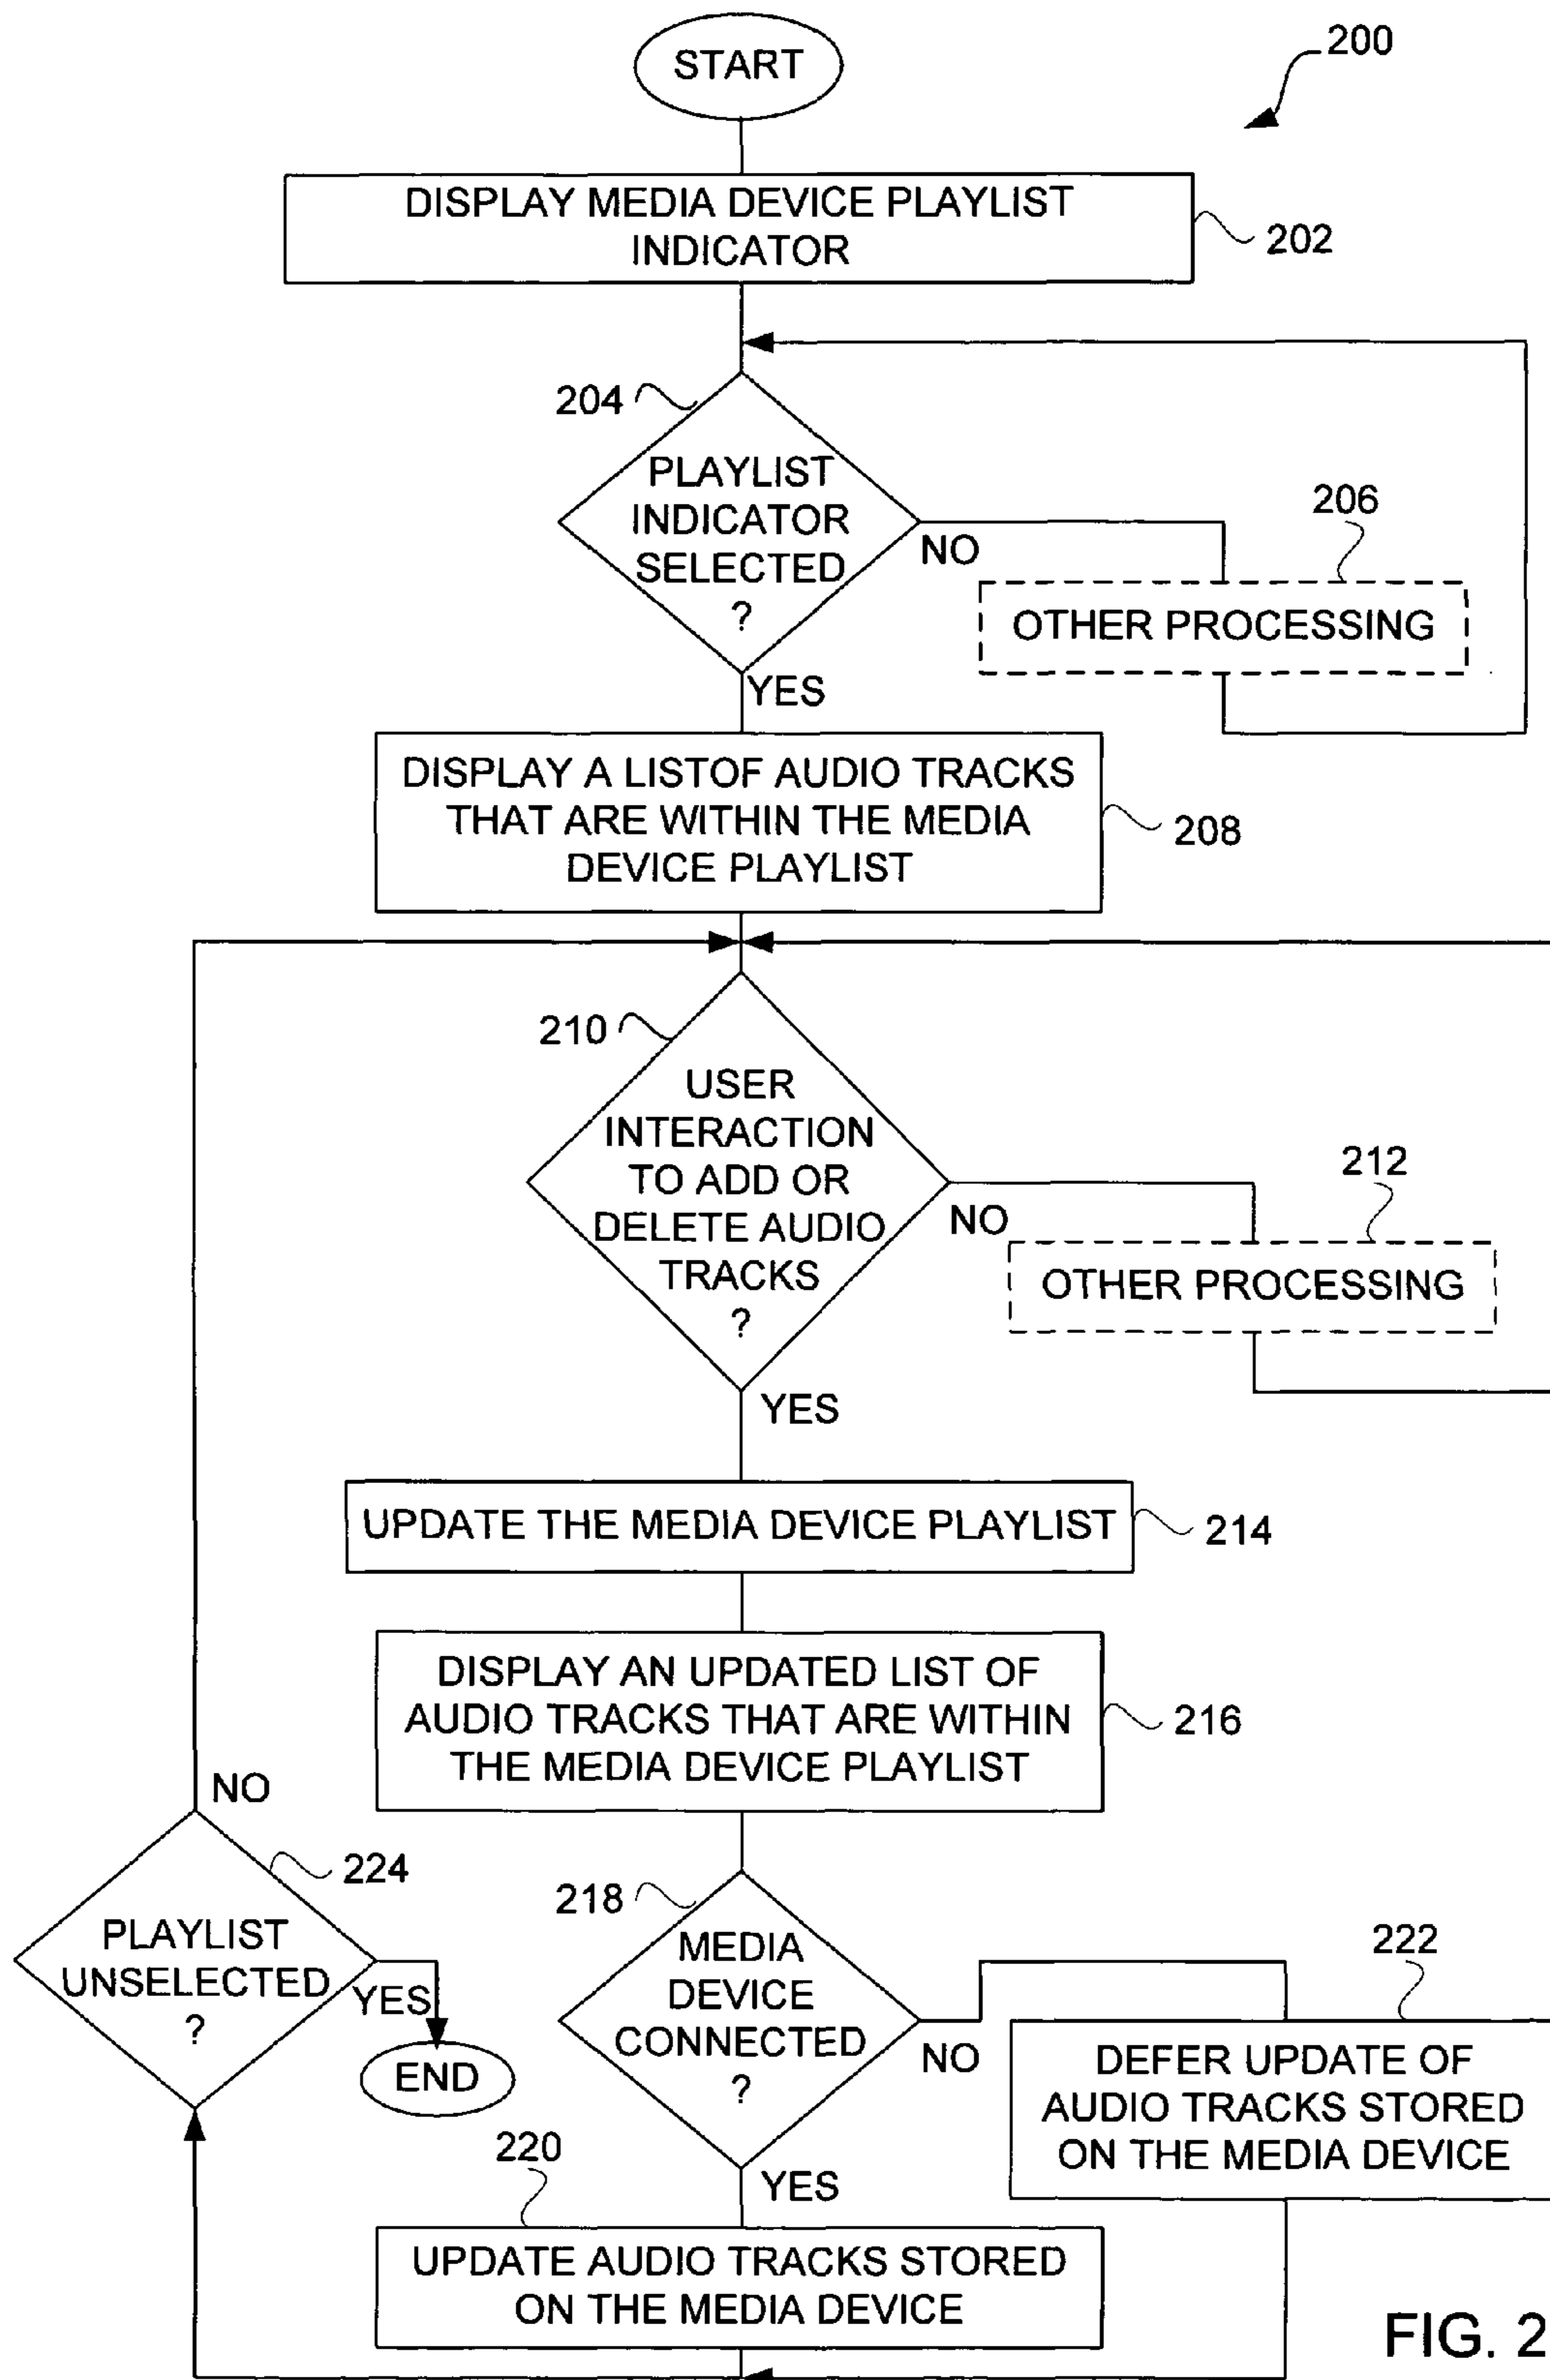 START
200
DISPLAY MEDIA DEVICE PLAYLIST
INDICATOR
202
204
PLAYLIST
INDICATOR
SELECTED
?
NO
206
OTHER PROCESSING
YES
DISPLAY A LISTOF AUDIO TRACKS
THAT ARE WITHIN THE MEDIA
DEVICE PLAYLIST
208
210
USER
INTERACTION
TO ADD OR
DELETE AUDIO
TRACKS
?
NO
212
OTHER PROCESSING
YES
UPDATE THE MEDIA DEVICE PLAYLIST
214
DISPLAY AN UPDATED LIST OF
AUDIO TRACKS THAT ARE WITHIN
THE MEDIA DEVICE PLAYLIST
216
218
MEDIA
DEVICE
CONNECTED
?
NO
222
DEFER UPDATE OF
AUDIO TRACKS STORED
ON THE MEDIA DEVICE
YES
220
UPDATE AUDIO TRACKS STORED
ON THE MEDIA DEVICE
NO
224
PLAYLIST
UNSELECTED
?
YES
END
FIG. 2